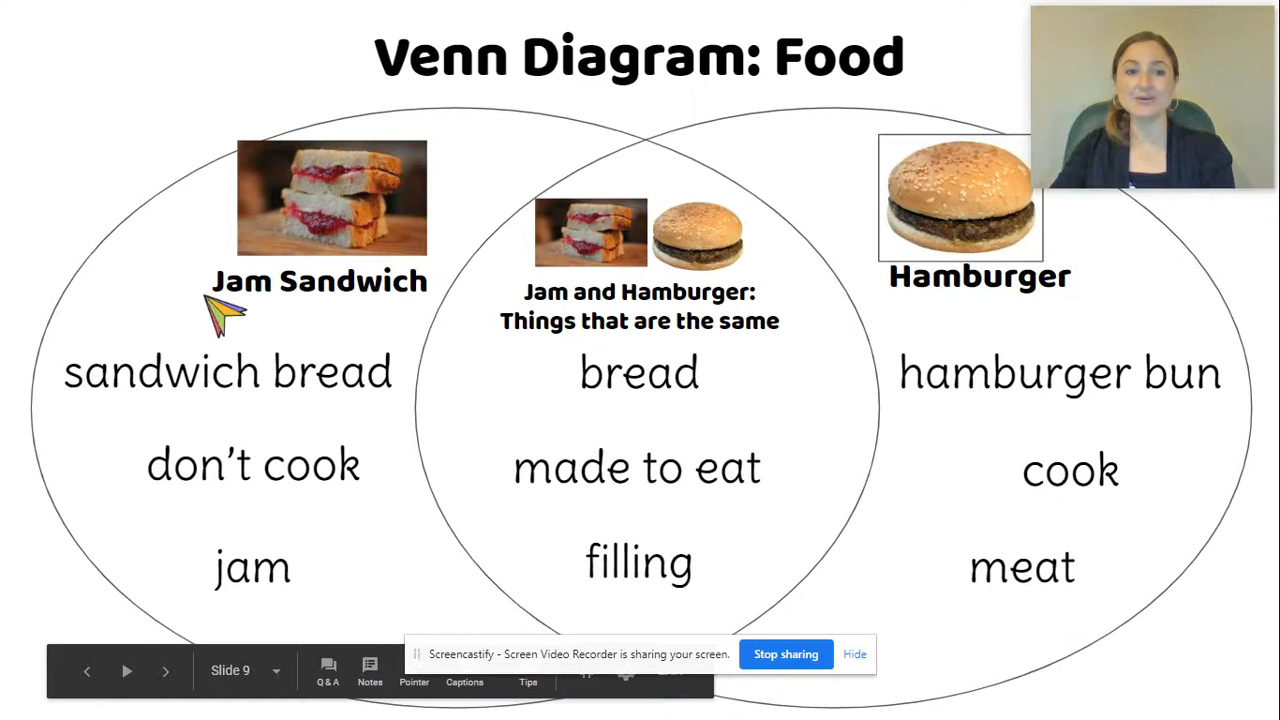 Venn Diagram: Food
Jam Sandwich
sandwich bread
don't cook
jam
Jam and Hamburger:
Things that are the same
bread
made to eat
filling
Hamburger
hamburger bun
cook
meat
Slide 9
Q & A
Notes
Pointer
Captions
Tips
Screencastify - Screen Video Recorder is sharing your screen.
Stop sharing
Hide